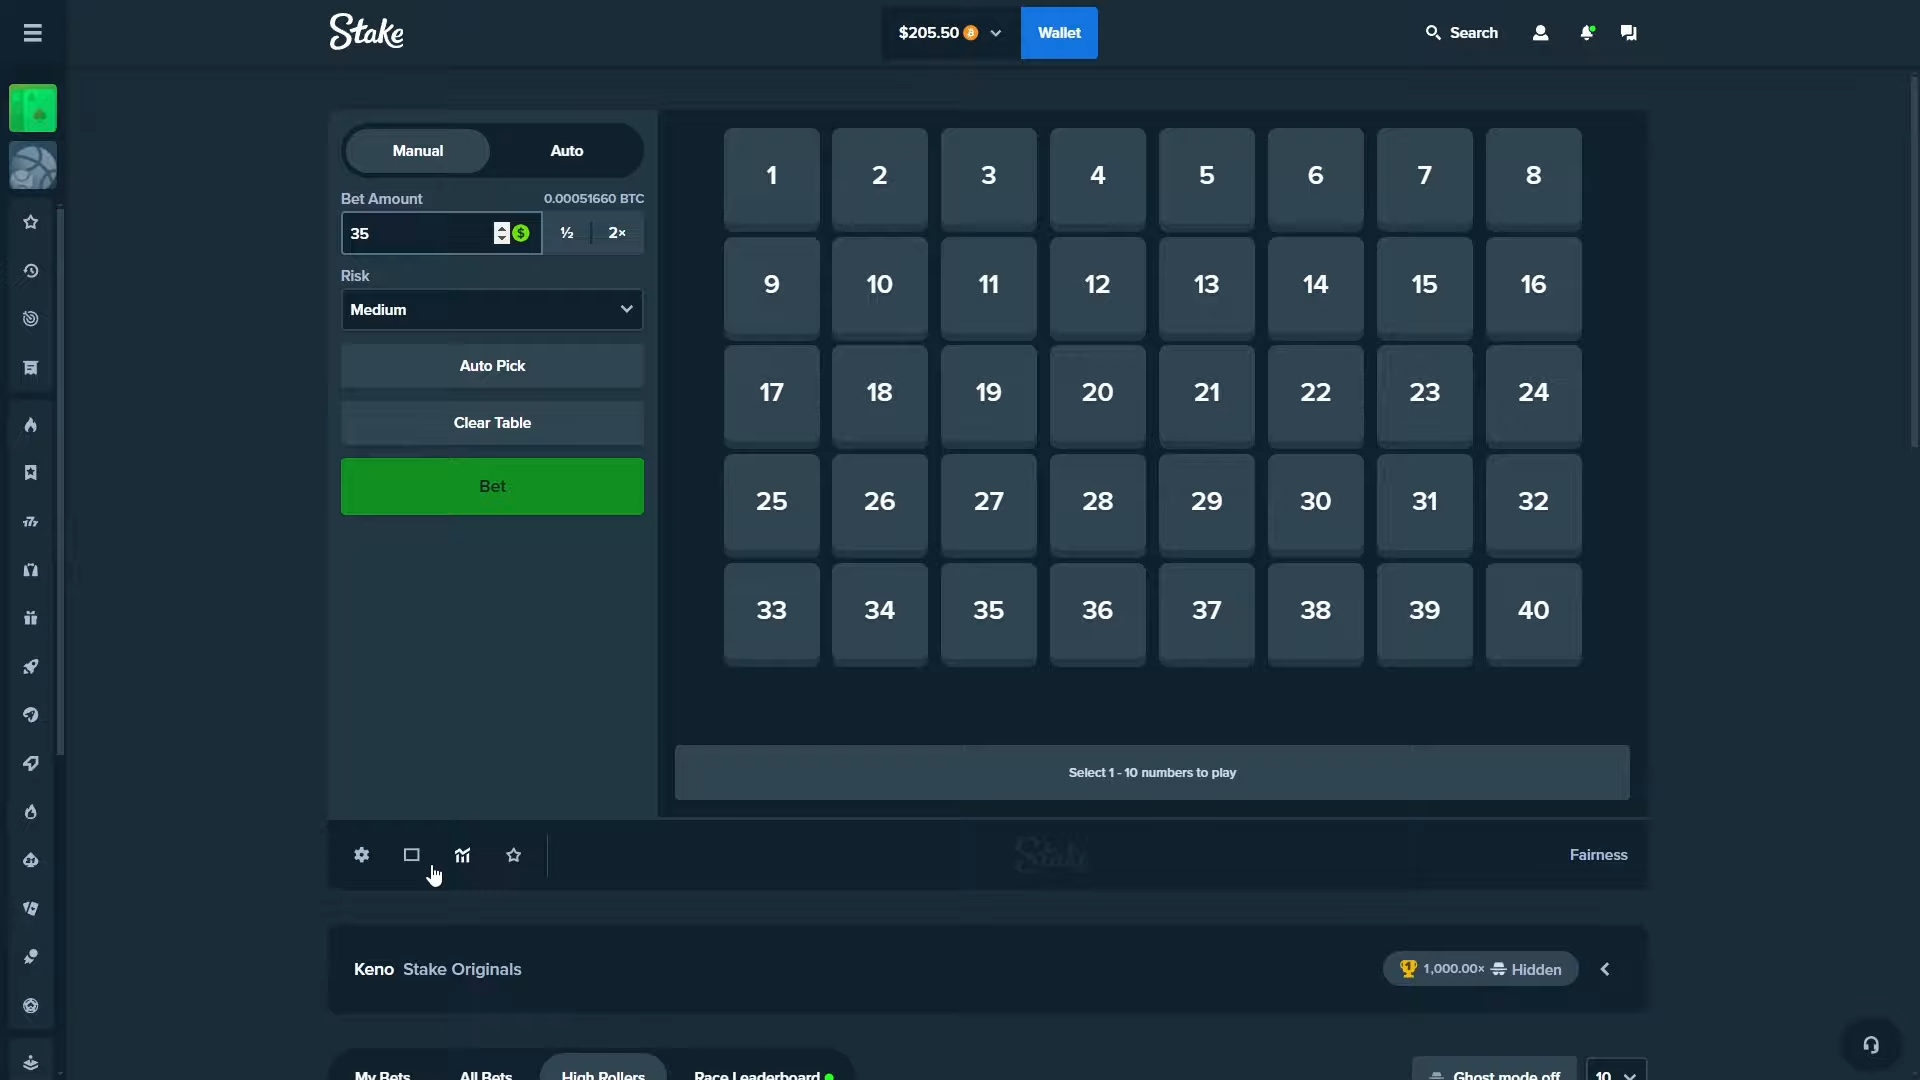 Stake
$205.50
Wallet
Search
Manual
Auto
Bet Amount
0.00051660 BTC
35
½
2×
Risk
Medium
Auto Pick
Clear Table
Bet
1 2 3 4 5 6 7 8
9 10 11 12 13 14 15 16
17 18 19 20 21 22 23 24
25 26 27 28 29 30 31 32
33 34 35 36 37 38 39 40
Select 1 - 10 numbers to play
Stake
Fairness
Keno Stake Originals
1,000.00× Hidden
My Bets
All Bets
High Rollers
Race Leaderboard
Ghost mode off
10